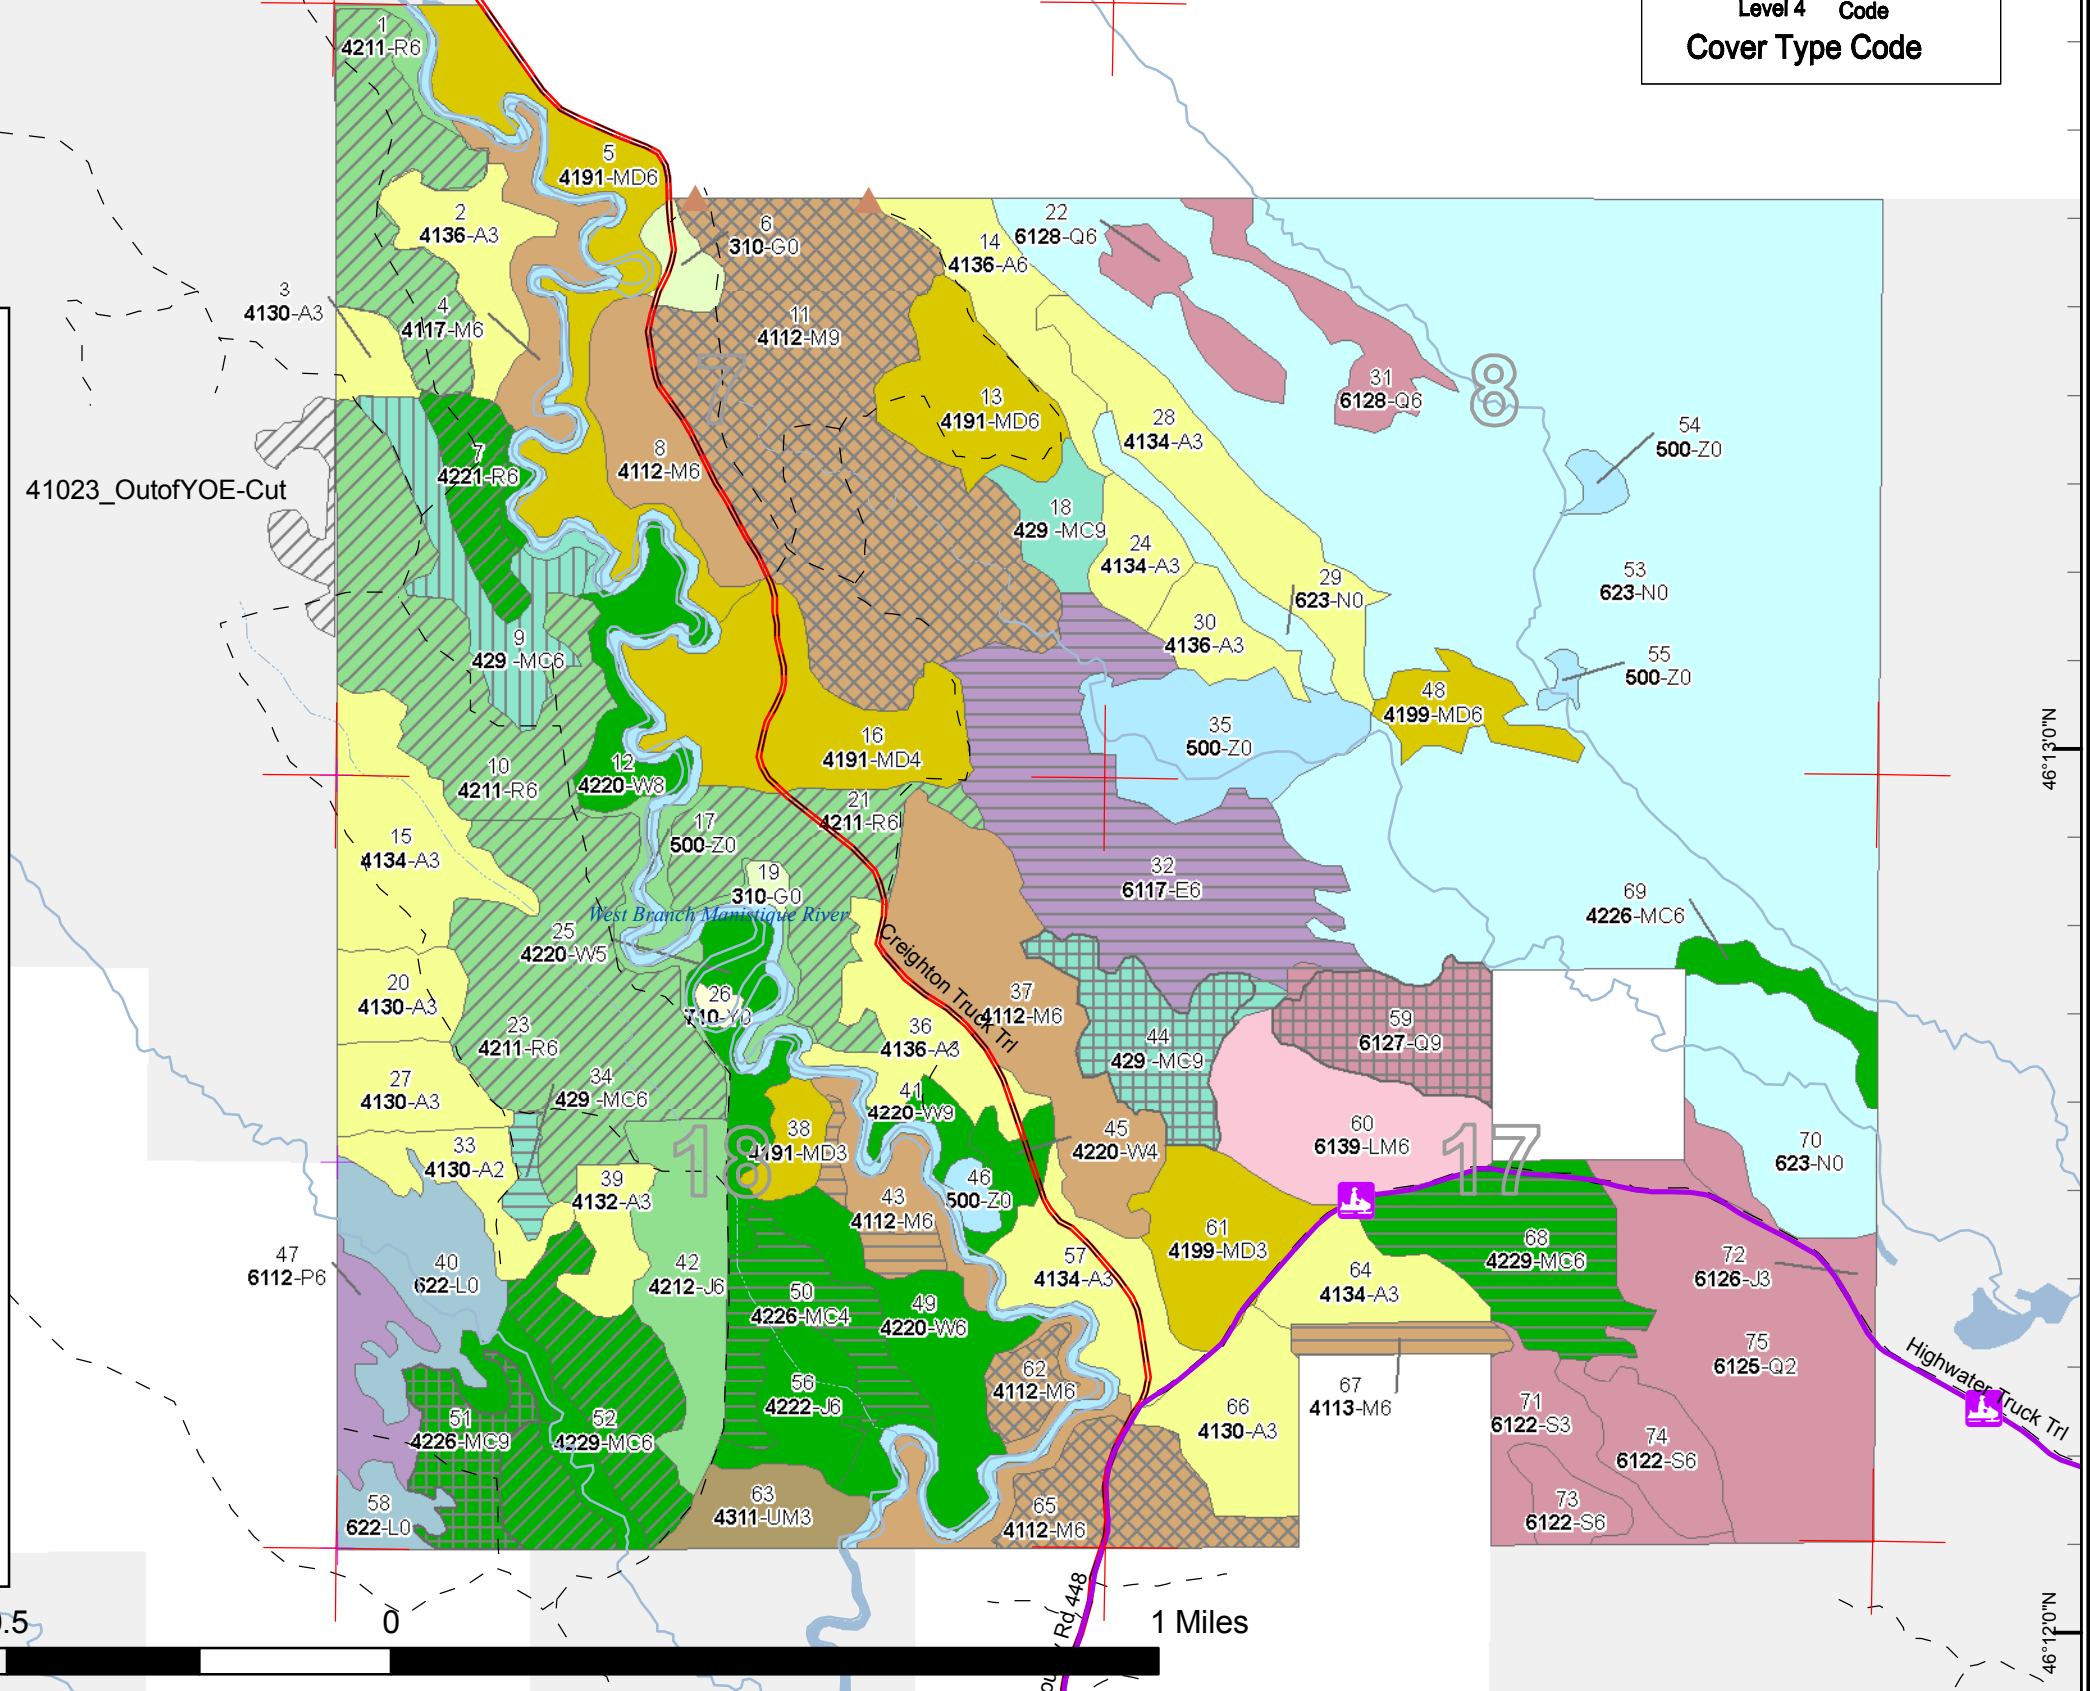 Level 4 Code
Cover Type Code
1
4211-R6
5
4191-MD6
2
4136-A3
6
310-G0
22
6128-Q6
14
4136-A6
3
4130-A3
4
4117-M6
11
4112-M9
7
8
31
6128-Q6
13
4191-MD6
28
4134-A3
54
500-Z0
7
4221-R6
8
4112-M6
41023_OutofYOE-Cut
18
429 -MC9
24
4134-A3
29
623-N0
53
623-N0
9
429 -MC6
30
4136-A3
55
500-Z0
48
4199-MD6
16
4191-MD4
35
500-Z0
46°13'0"N
10
4211-R6
12
4220-W8
21
4211-R6
17
500-Z0
15
4134-A3
19
310-G0
32
6117-E6
69
4226-MC6
West Branch Manistique River
25
4220-W5
Creighton Truck Trl
20
4130-A3
26
710-Y0
37
4112-M6
23
4211-R6
36
4136-A3
44
429 -MC9
59
6127-Q9
27
4130-A3
34
429 -MC6
41
4220-W9
18
38
4191-MD3
45
4220-W4
60
6139-LM6
17
70
623-N0
33
4130-A2
39
4132-A3
43
4112-M6
46
500-Z0
47
6112-P6
40
622-L0
42
4212-J6
57
4134-A3
61
4199-MD3
64
4134-A3
68
4229-MC6
72
6126-J3
50
4226-MC4
49
4220-W6
75
6125-Q2
Highwater Truck Trl
56
4222-J6
62
4112-M6
67
4113-M6
66
4130-A3
71
6122-S3
51
4226-MC9
52
4229-MC6
74
6122-S6
58
622-L0
63
4311-UM3
65
4112-M6
73
6122-S6
Rd 448
46°12'0"N
.5
0
1 Miles